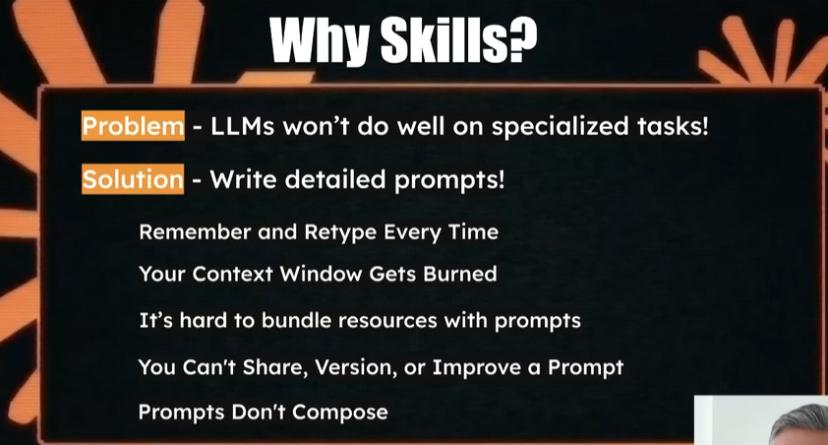 Why Skills?
Problem - LLMs won't do well on specialized tasks!
Solution - Write detailed prompts!
Remember and Retype Every Time
Your Context Window Gets Burned
It's hard to bundle resources with prompts
You Can't Share, Version, or Improve a Prompt
Prompts Don't Compose